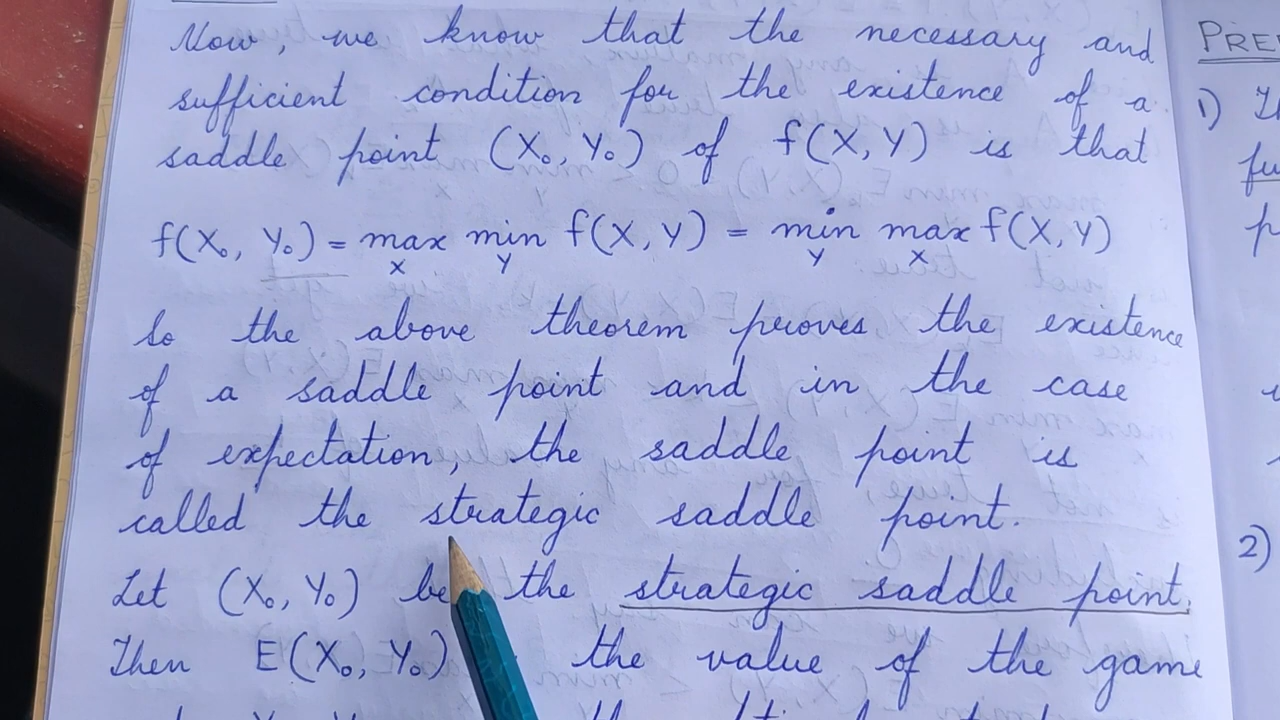 Now, we know that the necessary and
sufficient condition for the existence of a
saddle point (X₀, Y₀) of f(X, Y) is that
f(X₀, Y₀) = max min f(X, Y) = min max f(X, Y)
X Y Y X
So the above theorem proves the existence
of a saddle point and in the case
of expectation, the saddle point is
called the strategic saddle point.
Let (X₀, Y₀) be the strategic saddle point.
Then E(X₀, Y₀) the value of the game
1)
2)